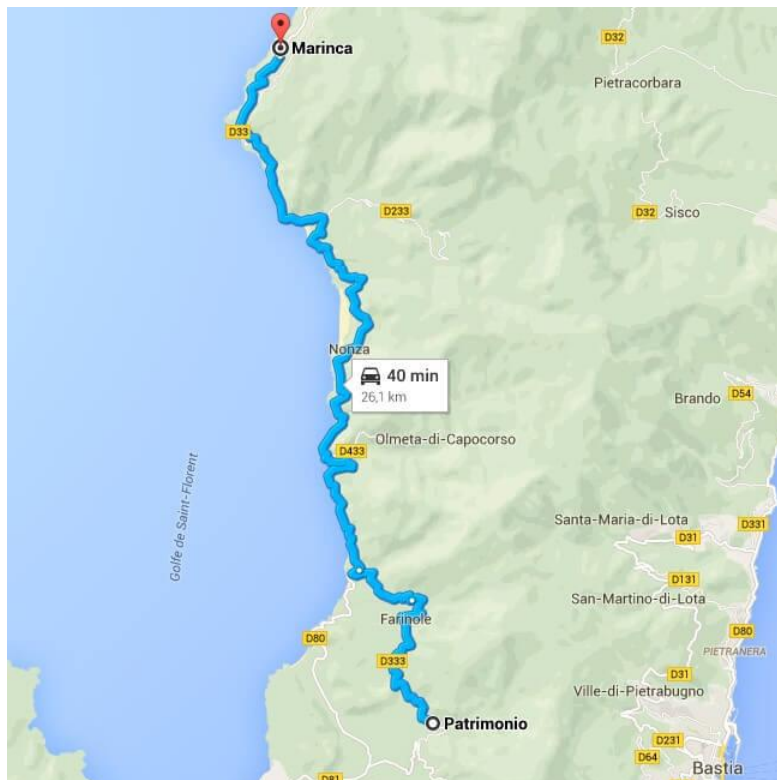 Marinca
D32
Pietracorbara
D33
D233
D32
Sisco
Nonza
40 min
26,1 km
D54
Brando
Olmeta-di-Capocorso
D433
Golfe de Saint-Florent
Santa-Maria-di-Lota
D331
D31
D131
San-Martino-di-Lota
Farinole
D80
D80
PIETRANERA
D333
D31
Ville-di-Pietrabugno
Patrimonio
D231
D64
Bastia
D81